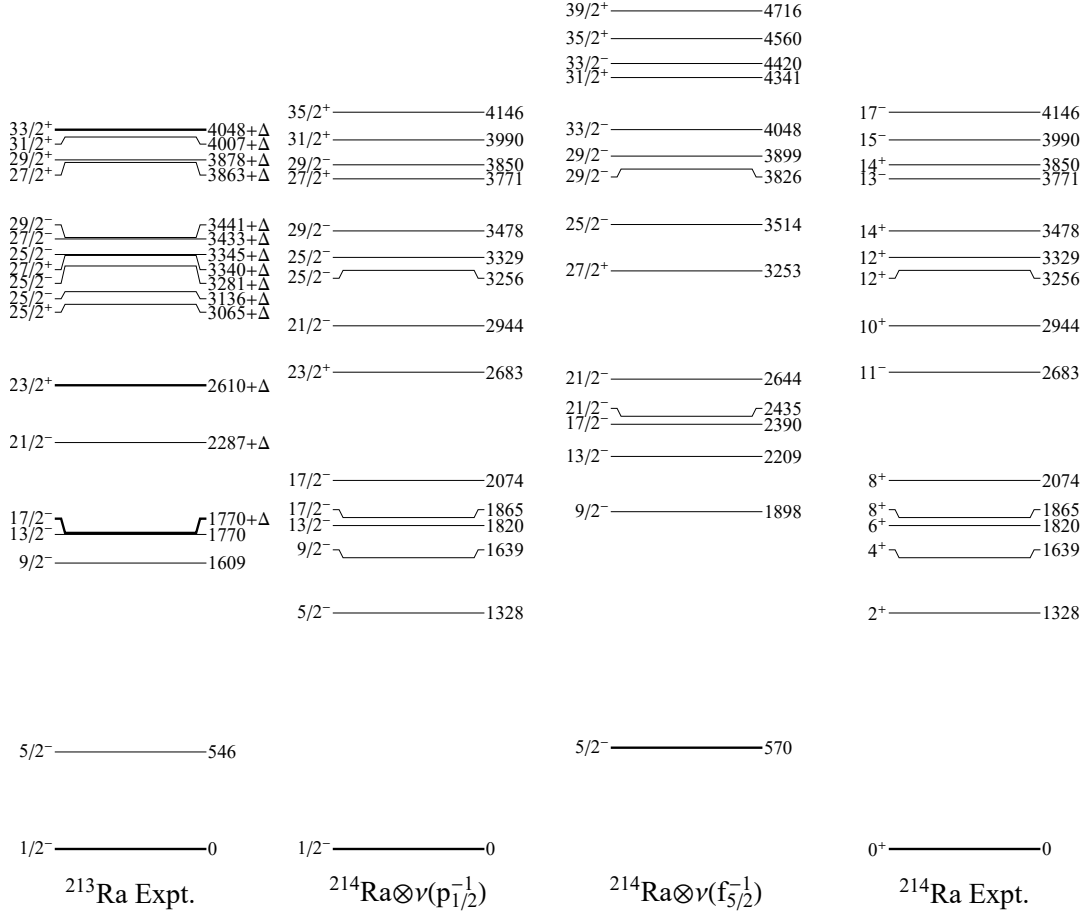 33/2⁺ 4048+Δ
31/2⁺ 4007+Δ
29/2⁺ 3878+Δ
27/2⁺ 3863+Δ
29/2⁻ 3441+Δ
27/2⁻ 3433+Δ
25/2⁻ 3345+Δ
27/2⁺ 3340+Δ
25/2⁻ 3281+Δ
25/2⁻ 3136+Δ
25/2⁺ 3065+Δ
23/2⁺ 2610+Δ
21/2⁻ 2287+Δ
17/2⁻ 1770+Δ
13/2⁻ 1770
9/2⁻ 1609
5/2⁻ 546
1/2⁻ 0
²¹³Ra Expt.
35/2⁺ 4146
31/2⁺ 3990
29/2⁻ 3850
27/2⁺ 3771
29/2⁻ 3478
25/2⁻ 3329
25/2⁻ 3256
21/2⁻ 2944
23/2⁺ 2683
17/2⁻ 2074
17/2⁻ 1865
13/2⁻ 1820
9/2⁻ 1639
5/2⁻ 1328
1/2⁻ 0
²¹⁴Ra⊗ν(p₁/₂⁻¹)
39/2⁺ 4716
35/2⁺ 4560
33/2⁻ 4420
31/2⁺ 4341
33/2⁻ 4048
29/2⁻ 3899
29/2⁻ 3826
25/2⁻ 3514
27/2⁺ 3253
21/2⁻ 2644
21/2⁻ 2435
17/2⁻ 2390
13/2⁻ 2209
9/2⁻ 1898
5/2⁻ 570
²¹⁴Ra⊗ν(f₅/₂⁻¹)
17⁻ 4146
15⁻ 3990
14⁺ 3850
13⁻ 3771
14⁺ 3478
12⁺ 3329
12⁺ 3256
10⁺ 2944
11⁻ 2683
8⁺ 2074
8⁺ 1865
6⁺ 1820
4⁺ 1639
2⁺ 1328
0⁺ 0
²¹⁴Ra Expt.